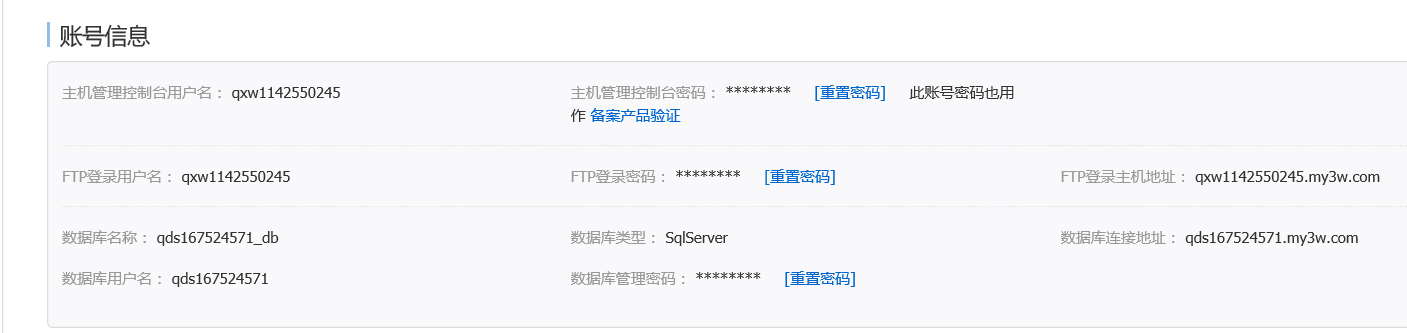 账号信息
主机管理控制台用户名： qxw1142550245 主机管理控制台密码： ******** [重置密码] 此账号密码也用
作 备案产品验证
FTP登录用户名： qxw1142550245 FTP登录密码： ******** [重置密码] FTP登录主机地址： qxw1142550245.my3w.com
数据库名称： qds167524571_db 数据库类型： SqlServer 数据库连接地址： qds167524571.my3w.com
数据库用户名： qds167524571 数据库管理密码： ******** [重置密码]